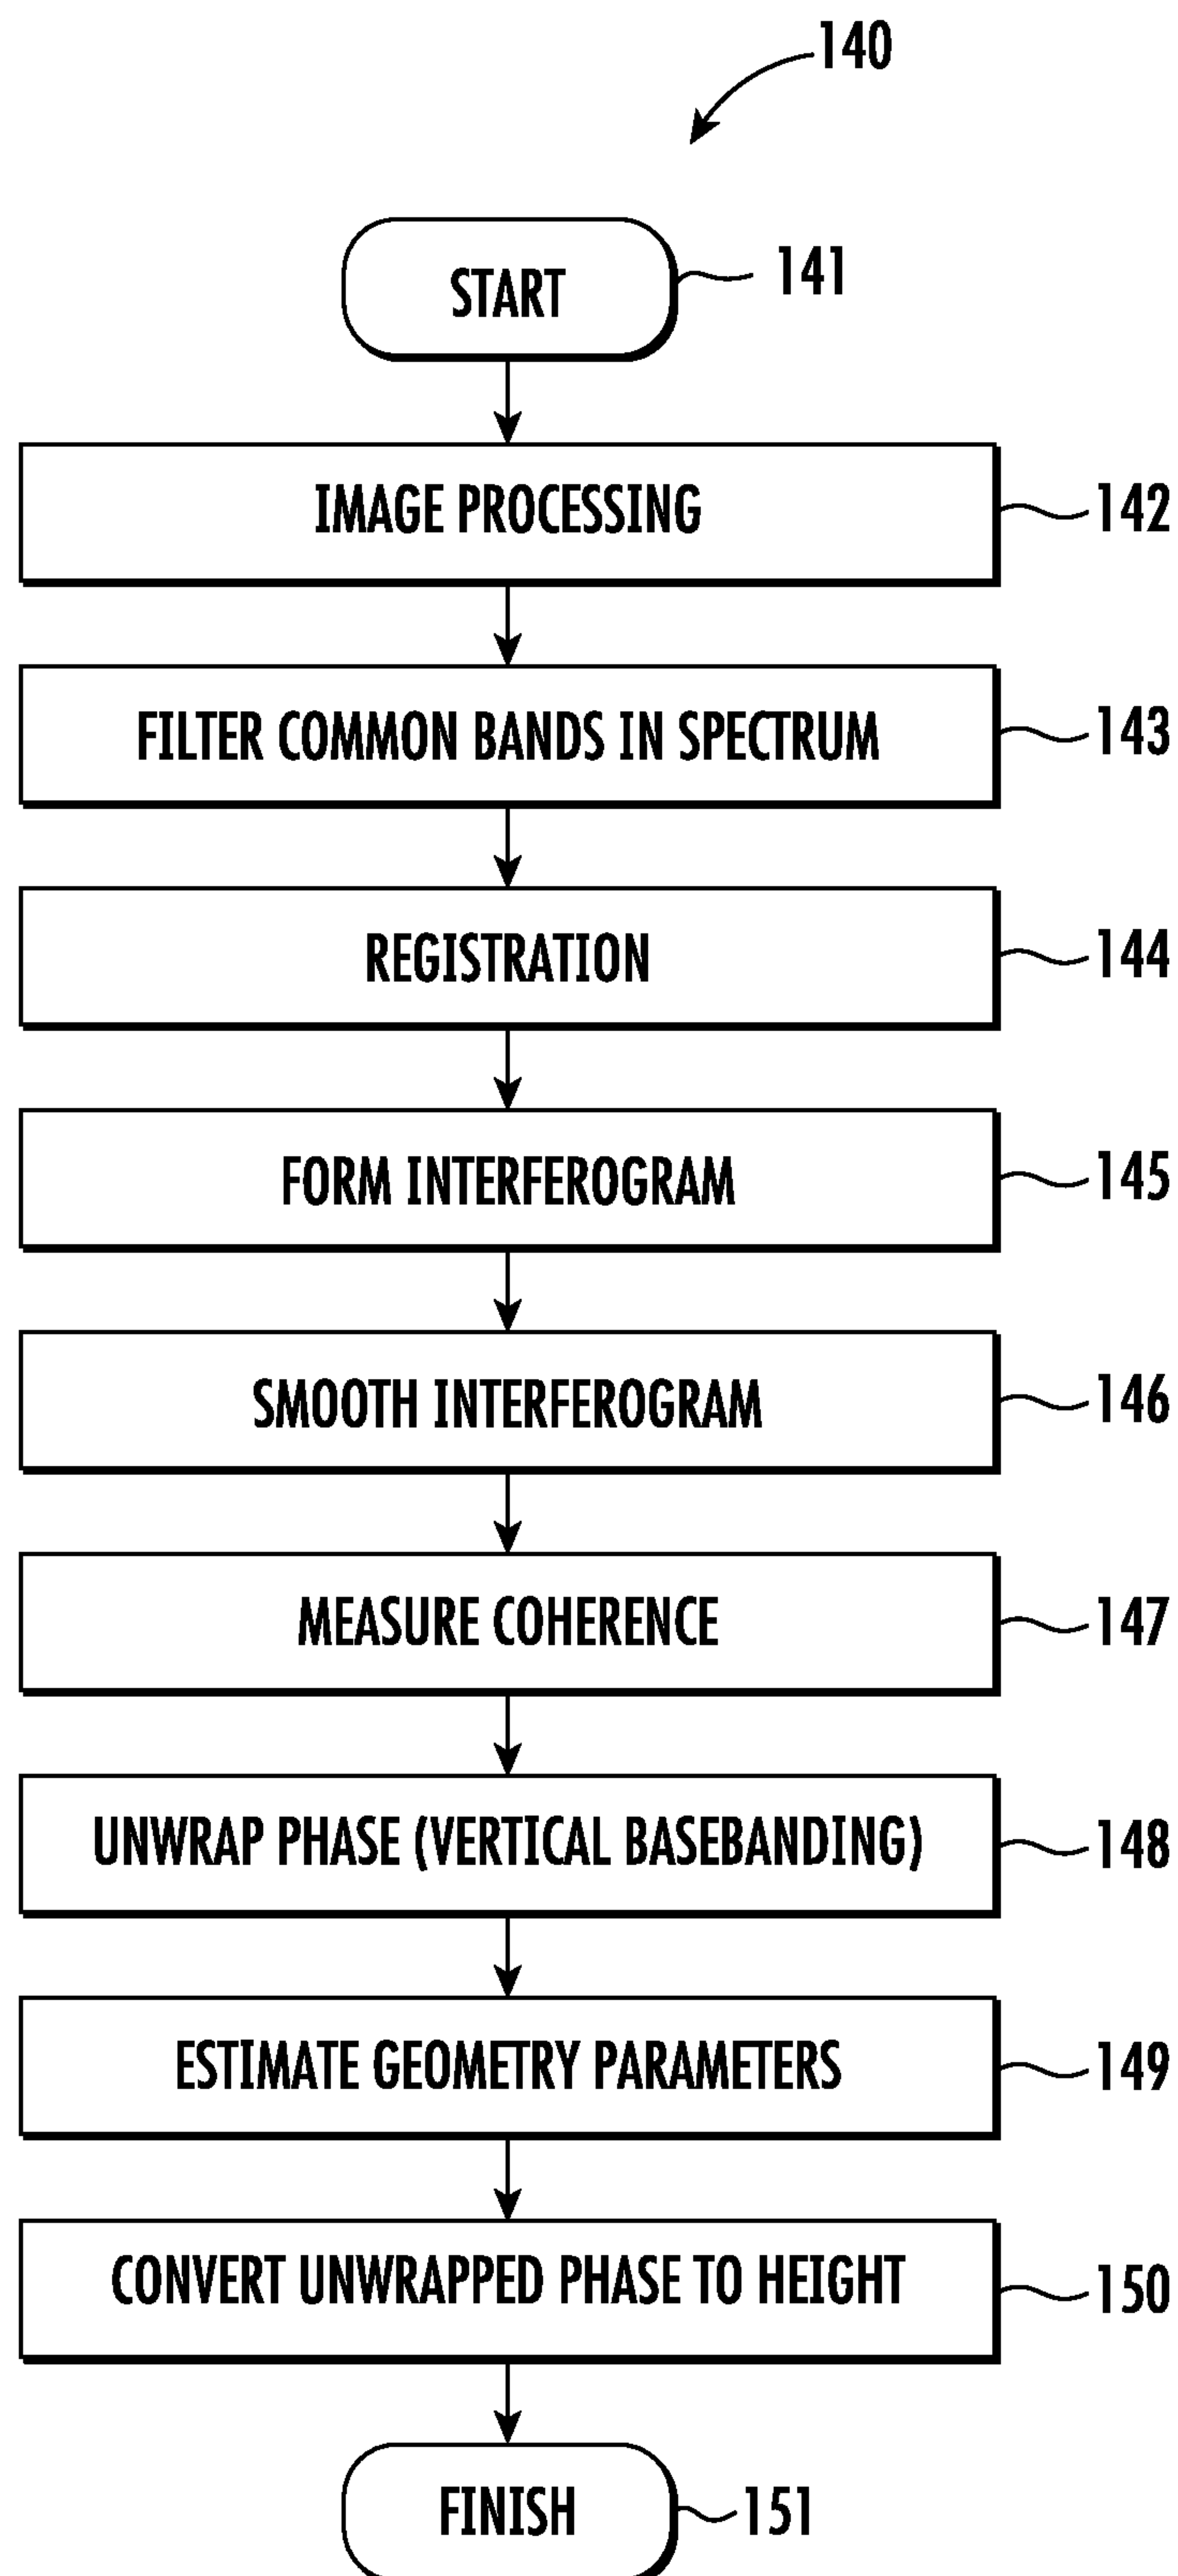 140
START 141
IMAGE PROCESSING 142
FILTER COMMON BANDS IN SPECTRUM 143
REGISTRATION 144
FORM INTERFEROGRAM 145
SMOOTH INTERFEROGRAM 146
MEASURE COHERENCE 147
UNWRAP PHASE (VERTICAL BASEBANDING) 148
ESTIMATE GEOMETRY PARAMETERS 149
CONVERT UNWRAPPED PHASE TO HEIGHT 150
FINISH 151